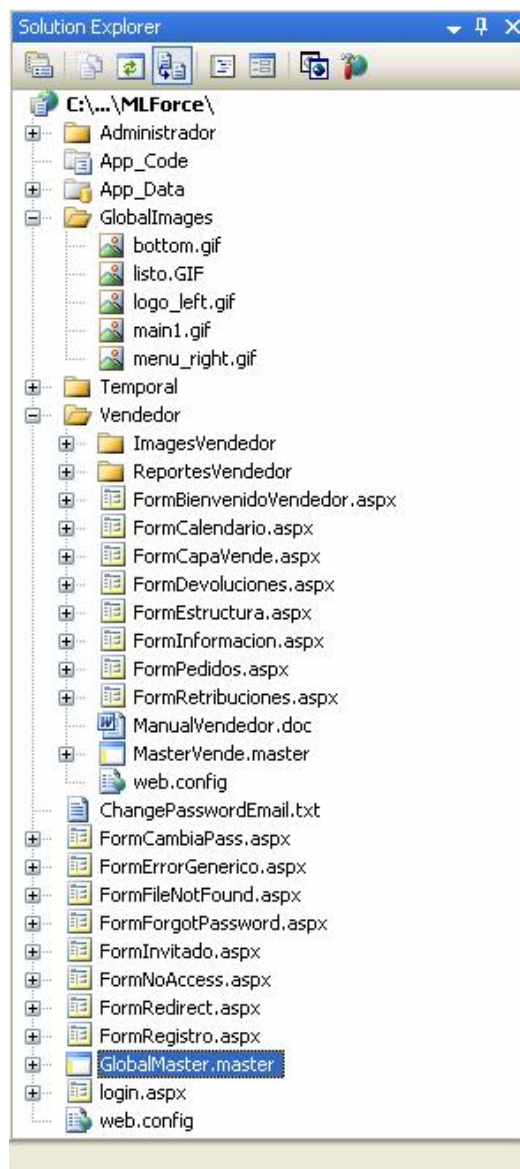 Solution Explorer
C:\...\MLForce\
Administrador
App_Code
App_Data
GlobalImages
bottom.gif
listo.GIF
logo_left.gif
main1.gif
menu_right.gif
Temporal
Vendedor
ImagesVendedor
ReportesVendedor
FormBienvenidoVendedor.aspx
FormCalendario.aspx
FormCapaVende.aspx
FormDevoluciones.aspx
FormEstructura.aspx
FormInformacion.aspx
FormPedidos.aspx
FormRetribuciones.aspx
ManualVendedor.doc
MasterVende.master
web.config
ChangePasswordEmail.txt
FormCambiaPass.aspx
FormErrorGenerico.aspx
FormFileNotFound.aspx
FormForgotPassword.aspx
FormInvitado.aspx
FormNoAccess.aspx
FormRedirect.aspx
FormRegistro.aspx
GlobalMaster.master
login.aspx
web.config